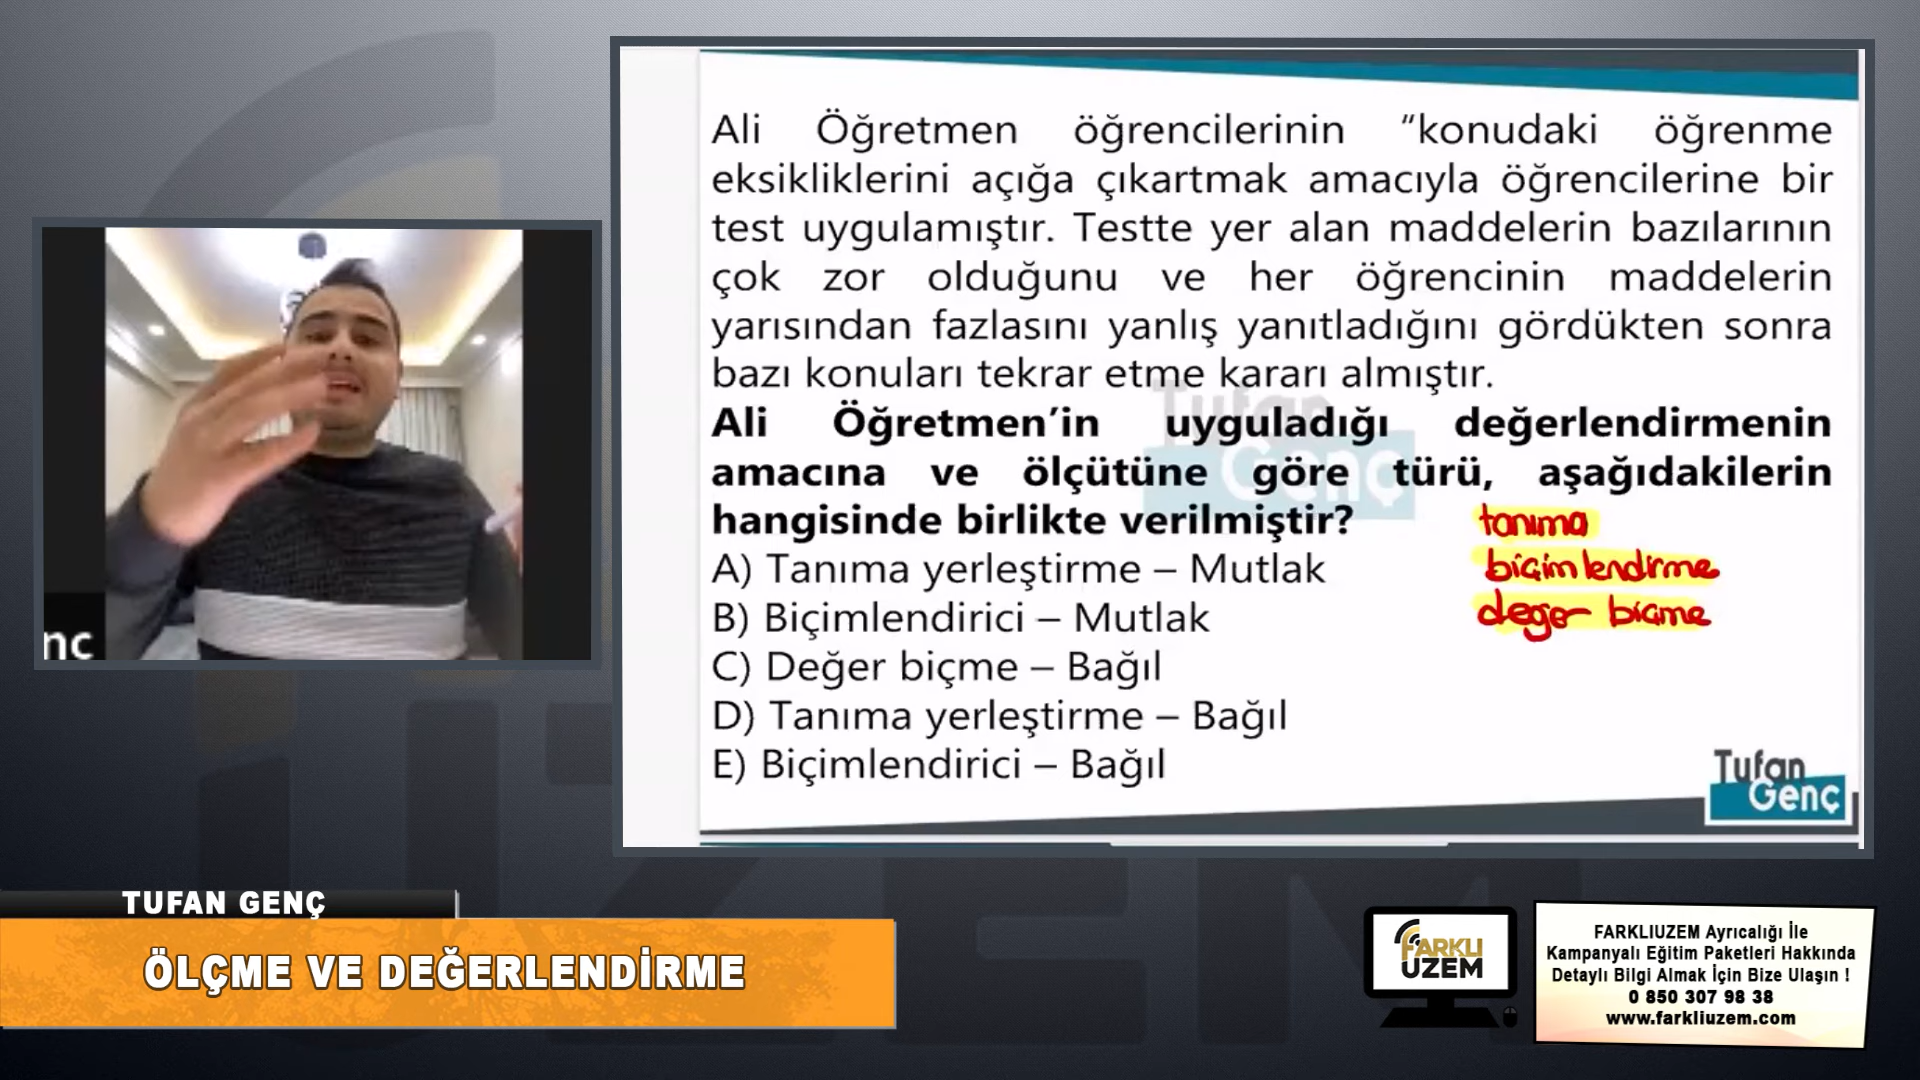 Ali Öğretmen öğrencilerinin “konudaki öğrenme
eksikliklerini açığa çıkartmak amacıyla öğrencilerine bir
test uygulamıştır. Testte yer alan maddelerin bazılarının
çok zor olduğunu ve her öğrencinin maddelerin
yarısından fazlasını yanlış yanıtladığını gördükten sonra
bazı konuları tekrar etme kararı almıştır.
Ali Öğretmen’in uyguladığı değerlendirmenin
amacına ve ölçütüne göre türü, aşağıdakilerin
hangisinde birlikte verilmiştir?
A) Tanıma yerleştirme – Mutlak
B) Biçimlendirici – Mutlak
C) Değer biçme – Bağıl
D) Tanıma yerleştirme – Bağıl
E) Biçimlendirici – Bağıl
tanıma
biçimlendirme
değer biçme
Tufan
Genç
Tufan
Genç
nç
TUFAN GENÇ
ÖLÇME VE DEĞERLENDİRME
FARKLI
UZEM
FARKLIUZEM Ayrıcalığı İle
Kampanyalı Eğitim Paketleri Hakkında
Detaylı Bilgi Almak İçin Bize Ulaşın !
0 850 307 98 38
www.farkliuzem.com